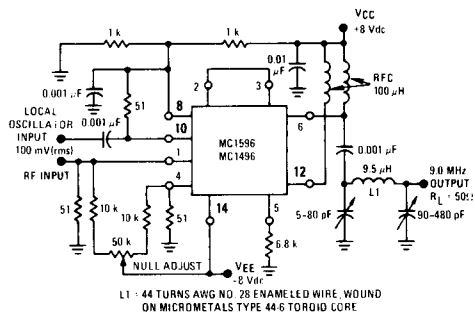 1 k
1 k
VCC
+8 Vdc
0.01
µF
RFC
100 µH
0.001 µF
51
2
3
8
6
LOCAL
OSCILLATOR
INPUT
100 mV(rms)
0.001 µF
10
MC1596
MC1496
0.001 µF
RF INPUT
1
12
9.5 µH
L1
9.0 MHz
OUTPUT
RL = 50Ω
4
14
5
5-80 pF
90-480 pF
51
10 k
10 k
51
50 k
6.8 k
NULL ADJUST
VEE
-8 Vdc
L1 = 44 TURNS AWG NO. 28 ENAMELED WIRE, WOUND
ON MICROMETALS TYPE 44-6 TOROID CORE